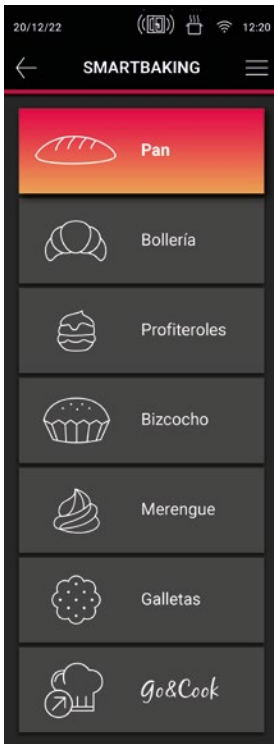 20/12/22 12:20
SMARTBAKING
Pan
Bollería
Profiteroles
Bizcocho
Merengue
Galletas
Go&Cook